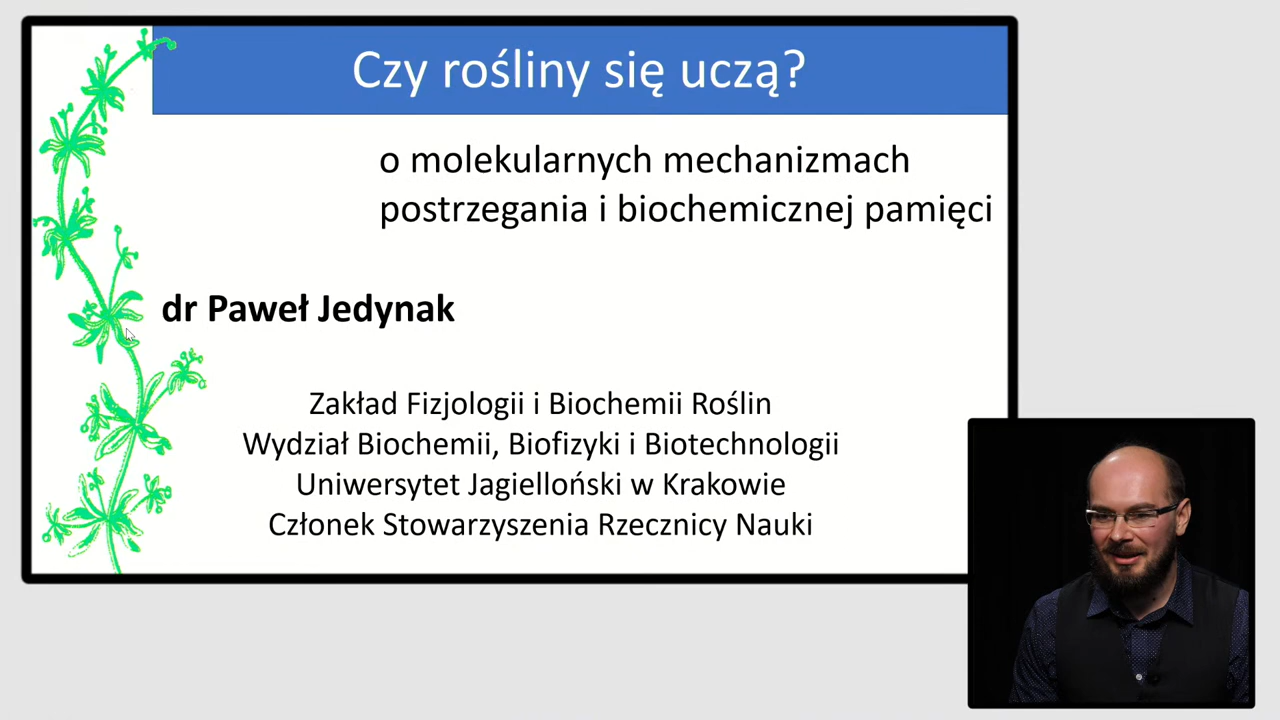 Czy rośliny się uczą?
o molekularnych mechanizmach
postrzegania i biochemicznej pamięci
dr Paweł Jedynak
Zakład Fizjologii i Biochemii Roślin
Wydział Biochemii, Biofizyki i Biotechnologii
Uniwersytet Jagielloński w Krakowie
Członek Stowarzyszenia Rzecznicy Nauki